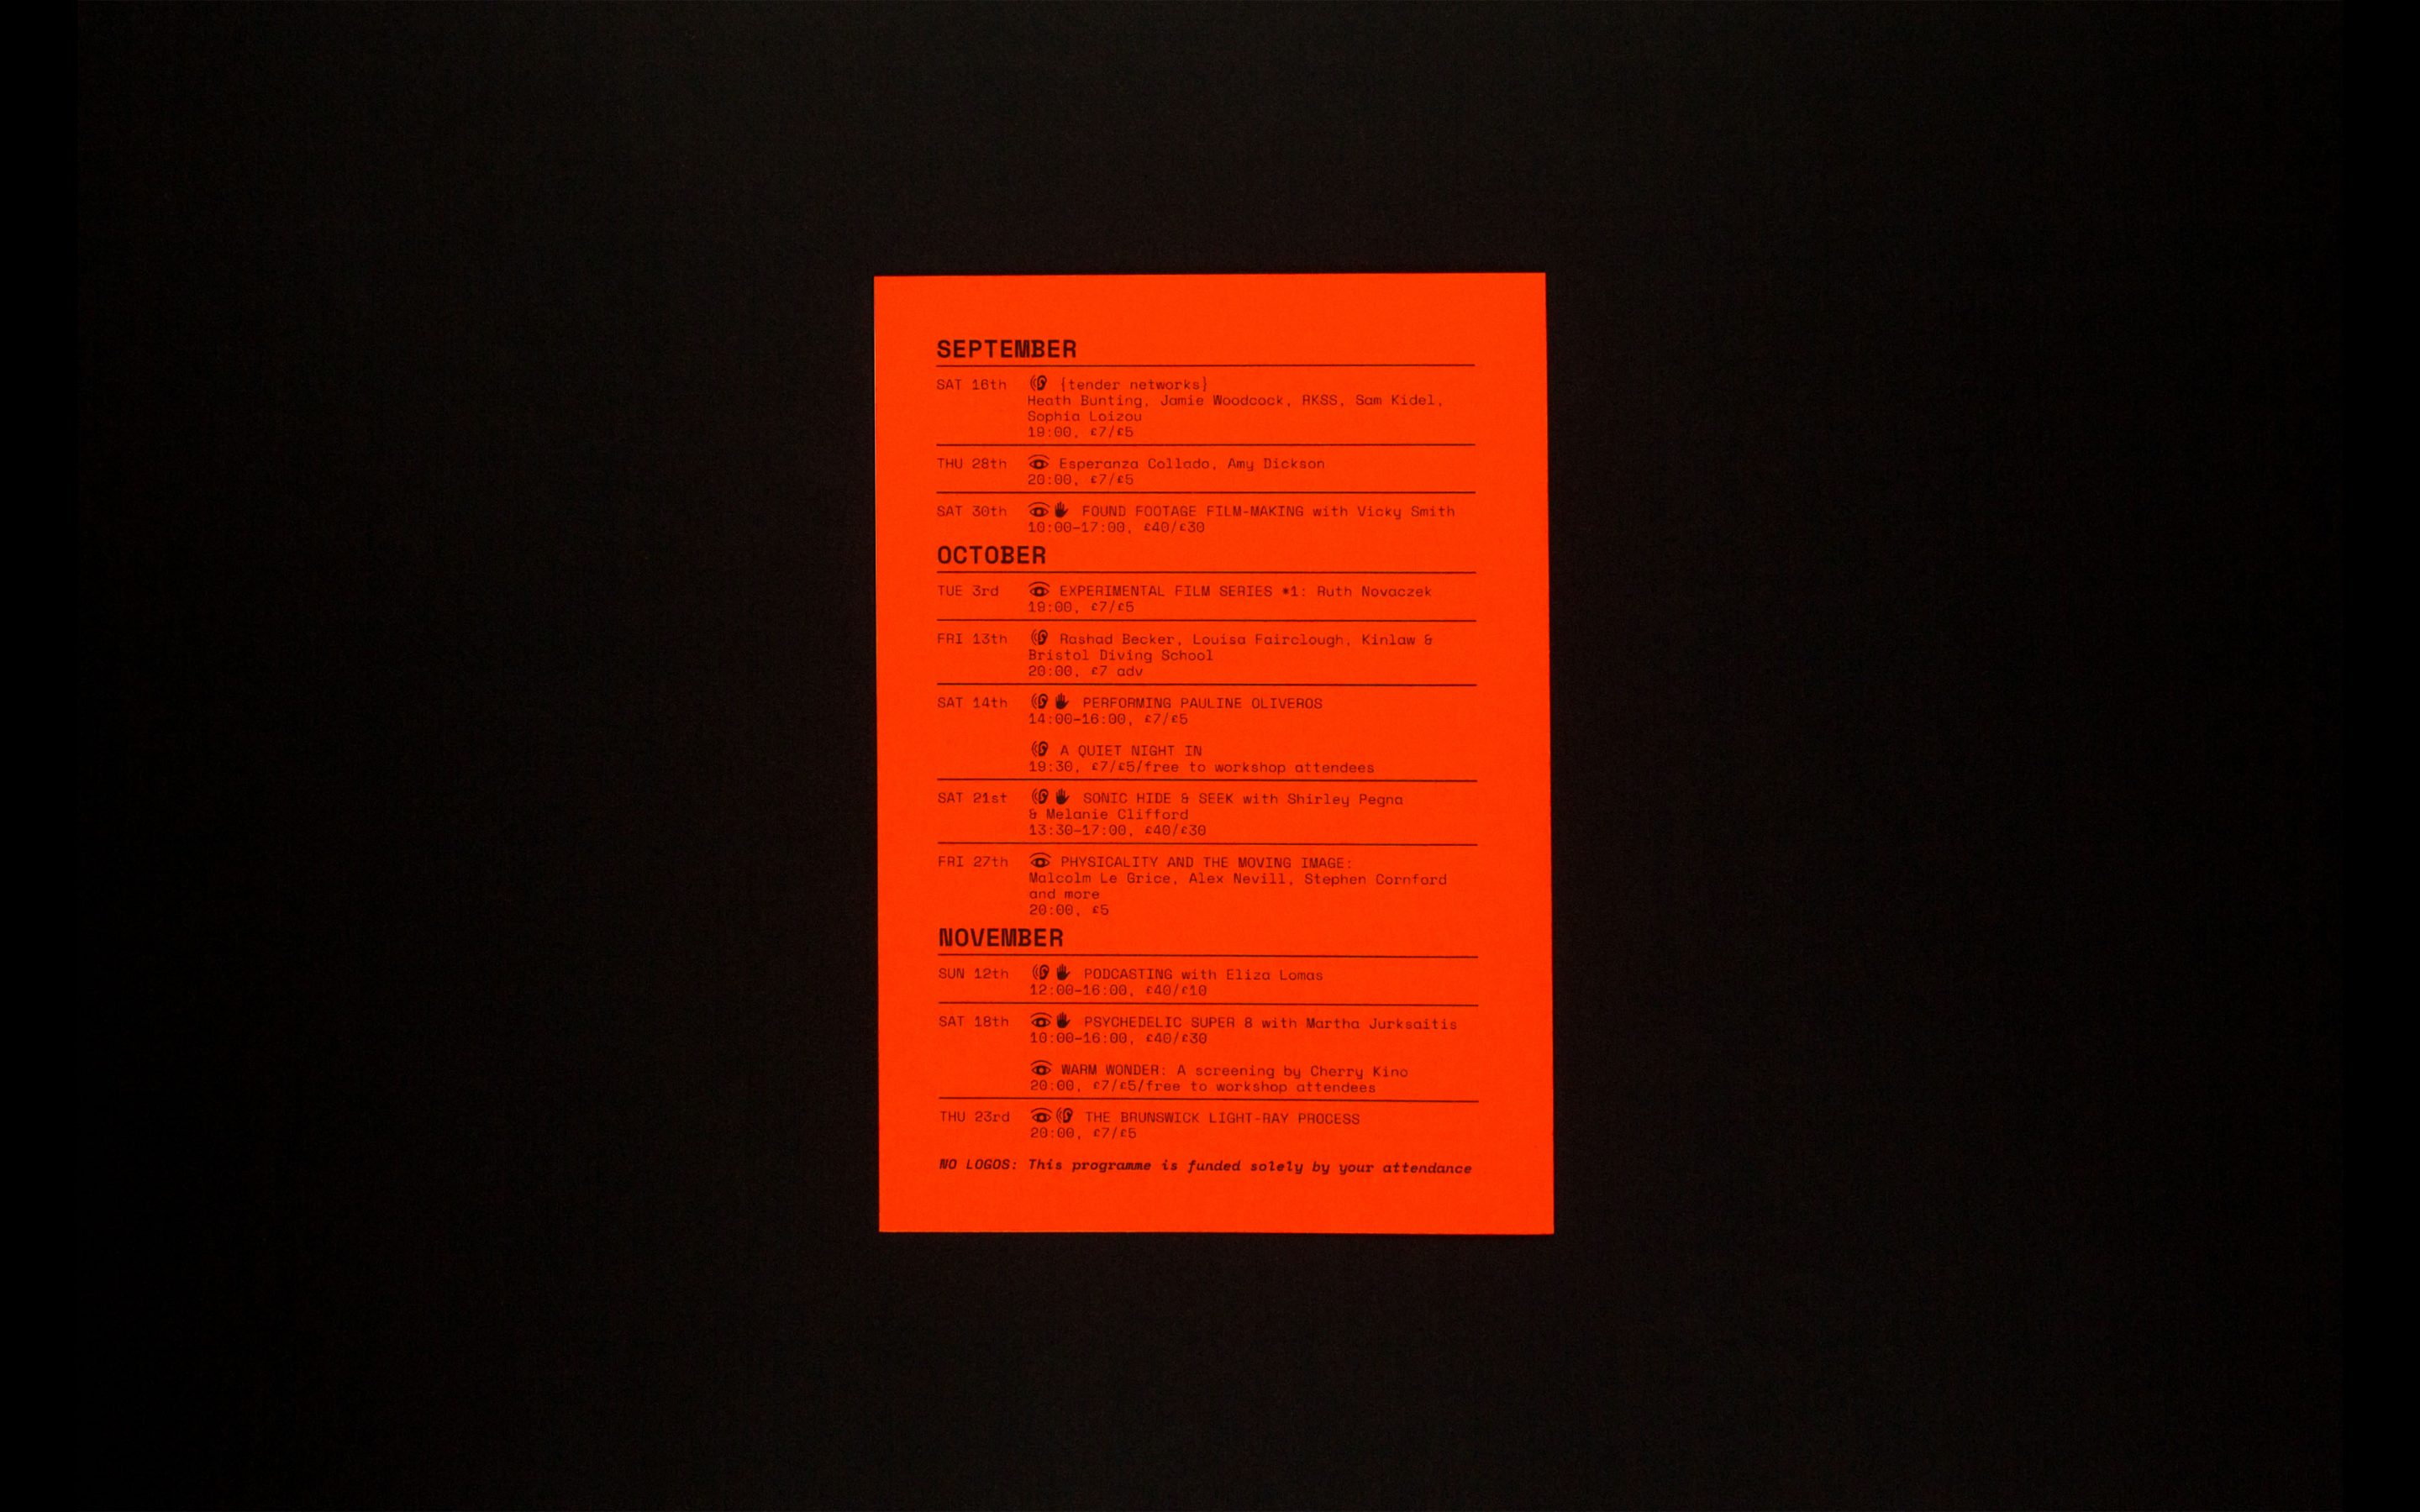 SEPTEMBER
SAT 16th {tender networks}
Heath Bunting, Jamie Woodcock, RKSS, Sam Kidel,
Sophia Loizou
19:00, £7/£5
THU 28th Esperanza Collado, Amy Dickson
20:00, £7/£5
SAT 30th FOUND FOOTAGE FILM-MAKING with Vicky Smith
10:00–17:00, £40/£30
OCTOBER
TUE 3rd EXPERIMENTAL FILM SERIES #1: Ruth Novaczek
19:00, £7/£5
FRI 13th Rashad Becker, Louisa Fairclough, Kinlaw &
Bristol Diving School
20:00, £7 adv
SAT 14th PERFORMING PAULINE OLIVEROS
14:00–16:00, £7/£5
A QUIET NIGHT IN
19:30, £7/£5/free to workshop attendees
SAT 21st SONIC HIDE & SEEK with Shirley Pegna
& Melanie Clifford
13:30–17:00, £40/£30
FRI 27th PHYSICALITY AND THE MOVING IMAGE:
Malcolm Le Grice, Alex Nevill, Stephen Cornford
and more
20:00, £5
NOVEMBER
SUN 12th PODCASTING with Eliza Lomas
12:00–16:00, £40/£10
SAT 18th PSYCHEDELIC SUPER 8 with Martha Jurksaitis
10:00–16:00, £40/£30
WARM WONDER: A screening by Cherry Kino
20:00, £7/£5/free to workshop attendees
THU 23rd THE BRUNSWICK LIGHT-RAY PROCESS
20:00, £7/£5
NO LOGOS: This programme is funded solely by your attendance